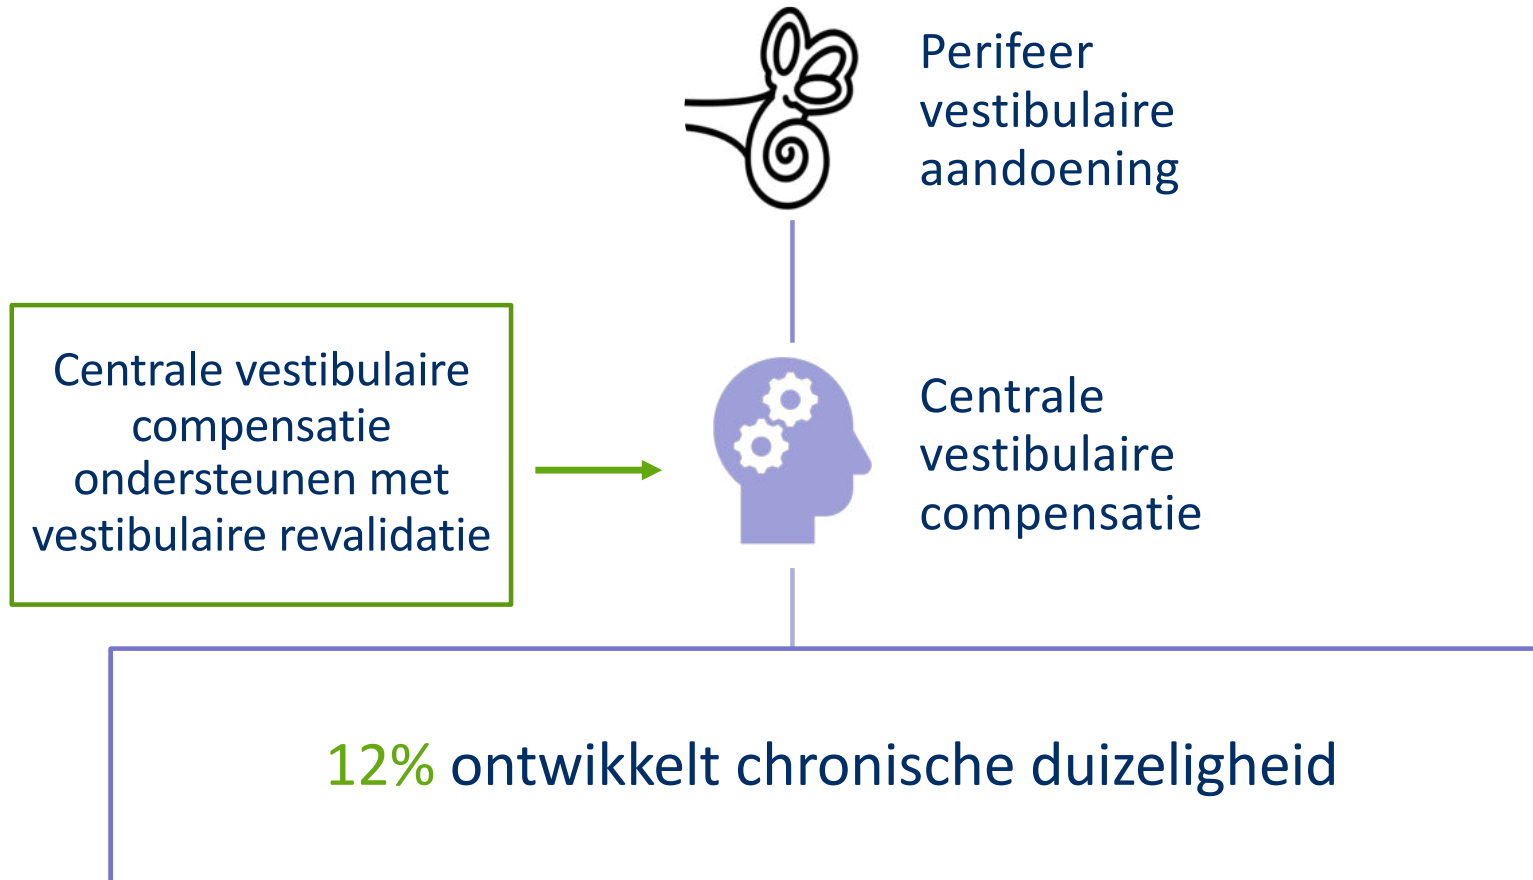 Perifeer
vestibulaire
aandoening
Centrale vestibulaire
compensatie
ondersteunen met
vestibulaire revalidatie
Centrale
vestibulaire
compensatie
12% ontwikkelt chronische duizeligheid